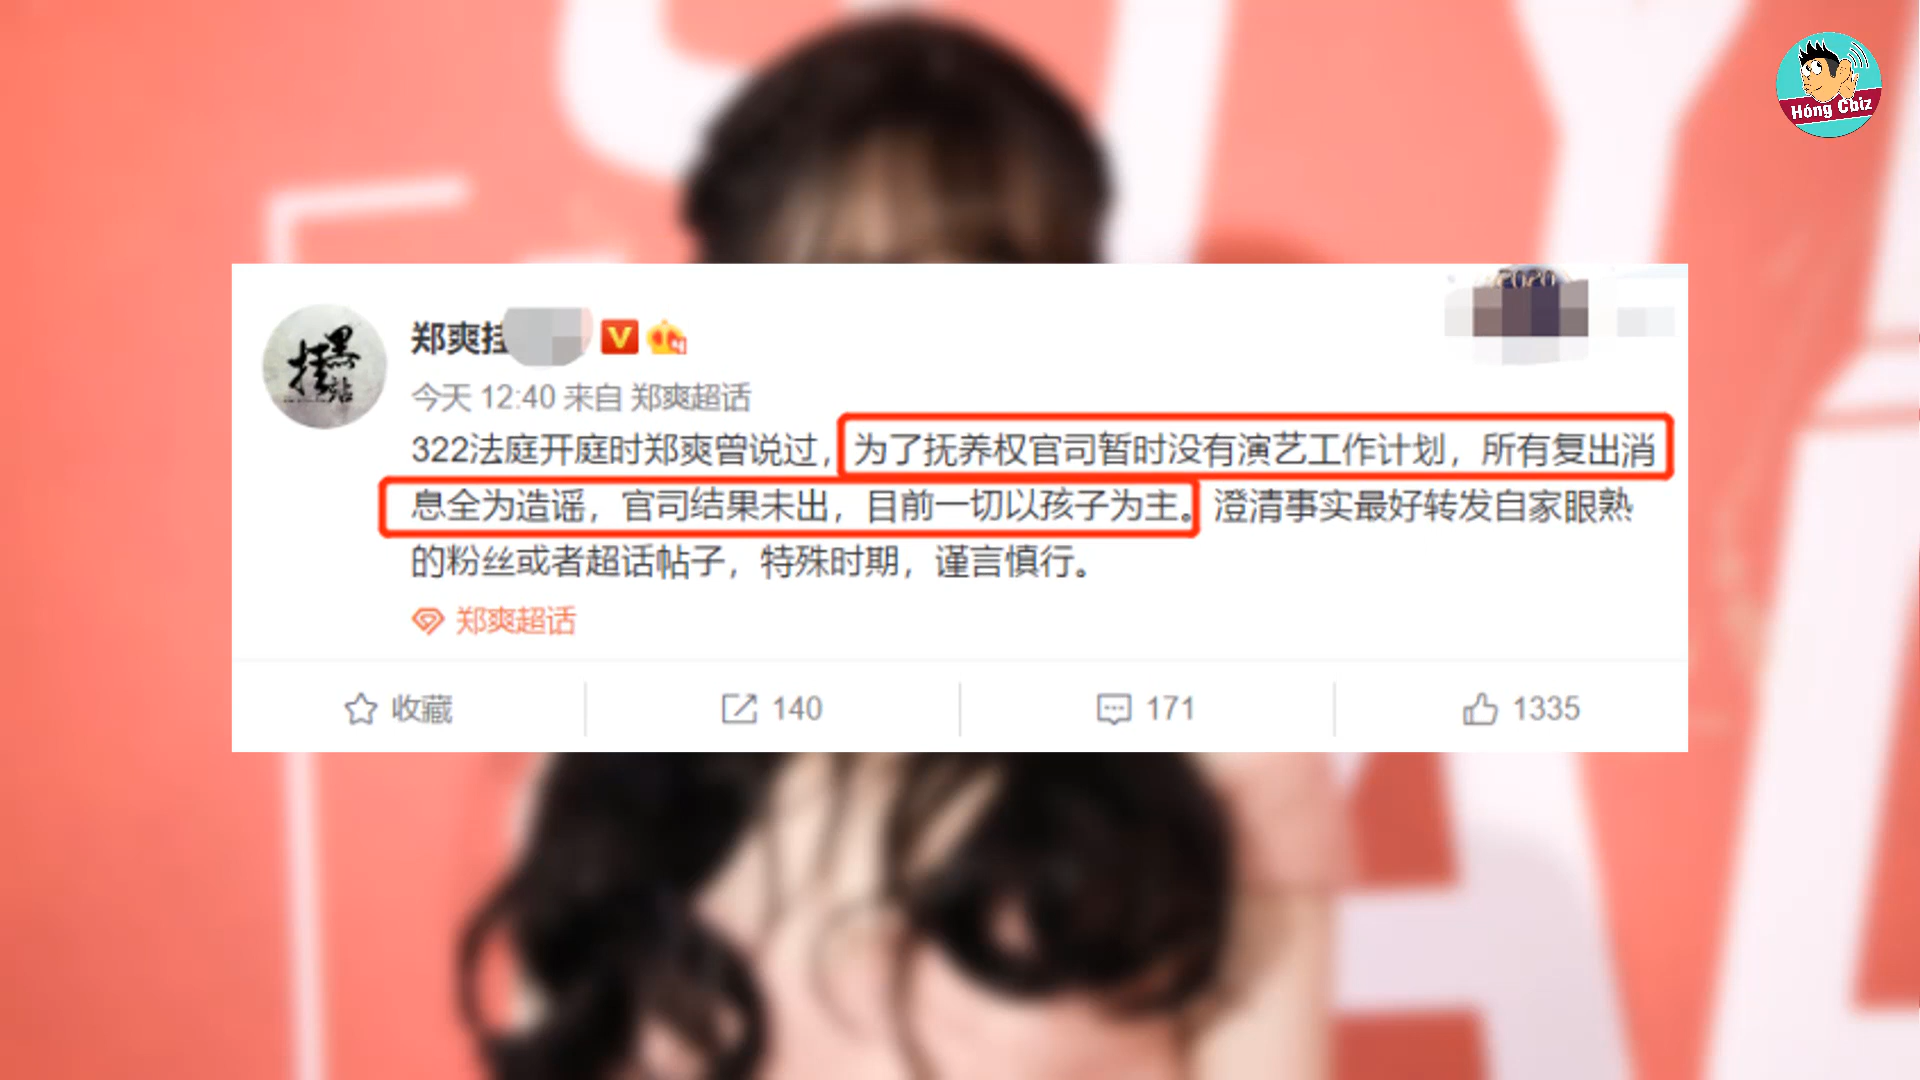 Hóng Cbiz
2020
挂黑站
郑爽挂
今天 12:40 来自 郑爽超话
322法庭开庭时郑爽曾说过，为了抚养权官司暂时没有演艺工作计划，所有复出消
息全为造谣，官司结果未出，目前一切以孩子为主。澄清事实最好转发自家眼熟
的粉丝或者超话帖子，特殊时期，谨言慎行。
郑爽超话
收藏 140 171 1335